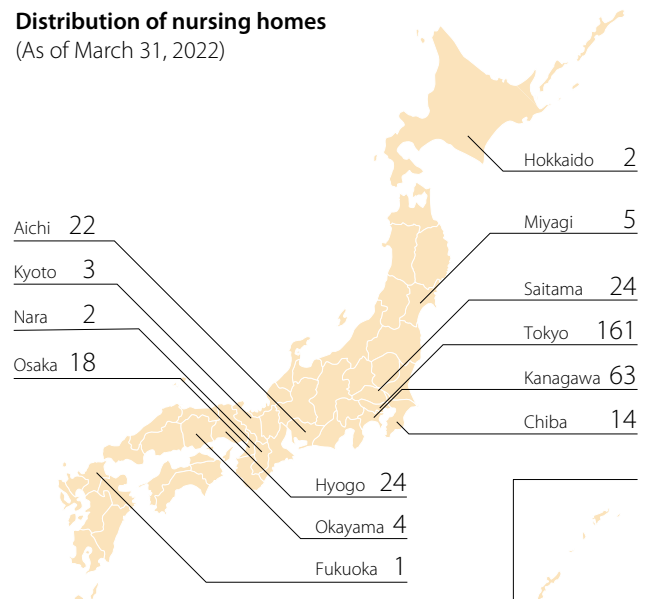 Distribution of nursing homes
(As of March 31, 2022)
Hokkaido 2
Miyagi 5
Saitama 24
Tokyo 161
Kanagawa 63
Chiba 14
Aichi 22
Kyoto 3
Nara 2
Osaka 18
Hyogo 24
Okayama 4
Fukuoka 1